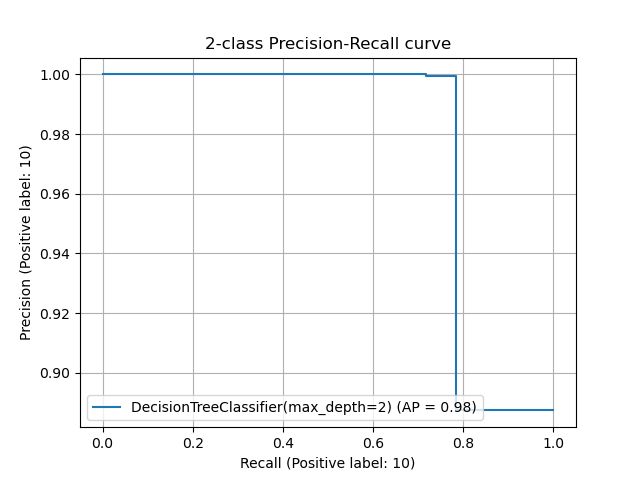 2-class Precision-Recall curve
Precision (Positive label: 10)
1.00
0.98
0.96
0.94
0.92
0.90
DecisionTreeClassifier(max_depth=2) (AP = 0.98)
0.0 0.2 0.4 0.6 0.8 1.0
Recall (Positive label: 10)